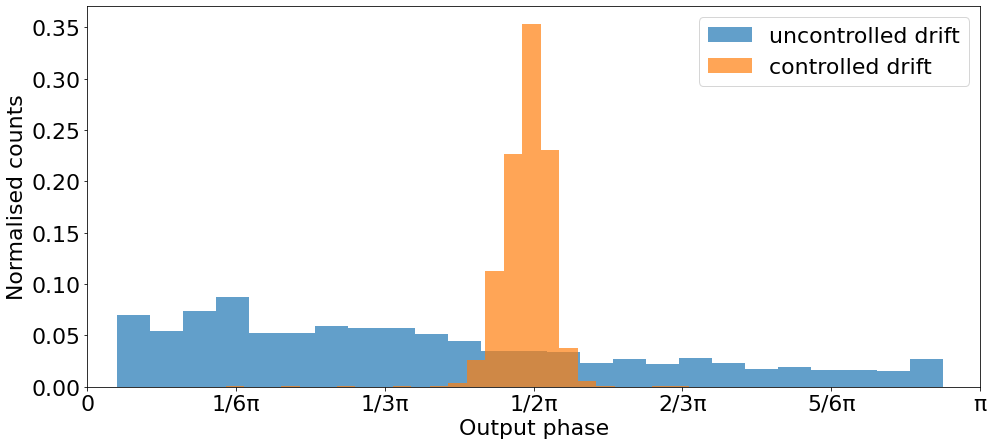 Normalised counts
0.35
0.30
0.25
0.20
0.15
0.10
0.05
0.00
uncontrolled drift
controlled drift
0 1/6π 1/3π 1/2π 2/3π 5/6π π
Output phase